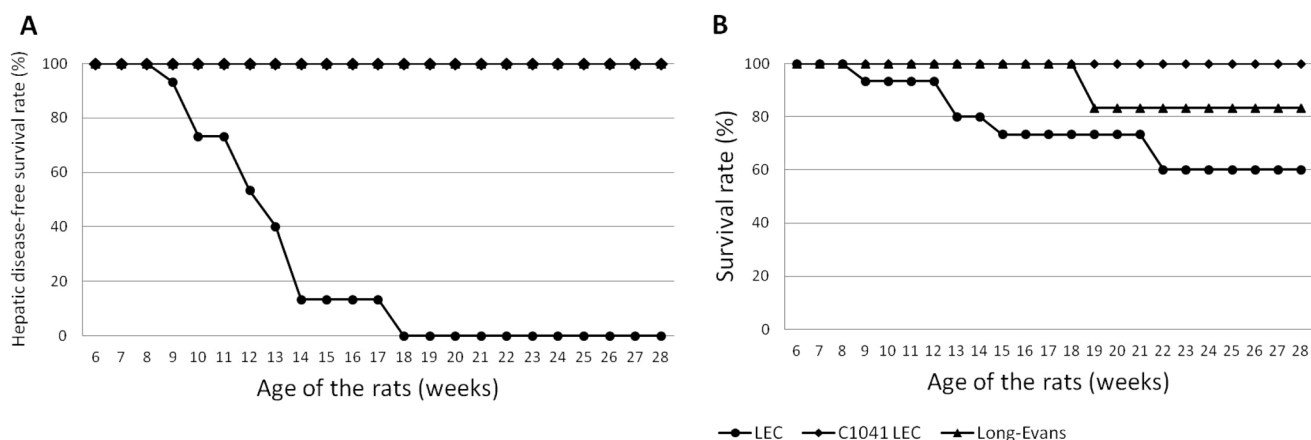 A
Hepatic disease-free survival rate (%)
100
80
60
40
20
0
6 7 8 9 10 11 12 13 14 15 16 17 18 19 20 21 22 23 24 25 26 27 28
Age of the rats (weeks)
B
Survival rate (%)
100
80
60
40
20
0
6 7 8 9 10 11 12 13 14 15 16 17 18 19 20 21 22 23 24 25 26 27 28
Age of the rats (weeks)
LEC C1041 LEC Long-Evans